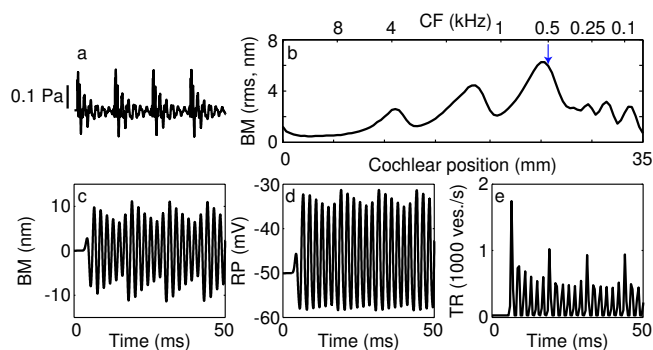 CF (kHz)
8 4 1 0.5 0.25 0.1
a
0.1 Pa
b
BM (rms, nm)
8
4
0
0 35
Cochlear position (mm)
c
BM (nm)
10
0
-10
0 50
Time (ms)
d
RP (mV)
-30
-40
-50
-60
0 50
Time (ms)
e
TR (1000 ves./s)
2
1
0
0 50
Time (ms)